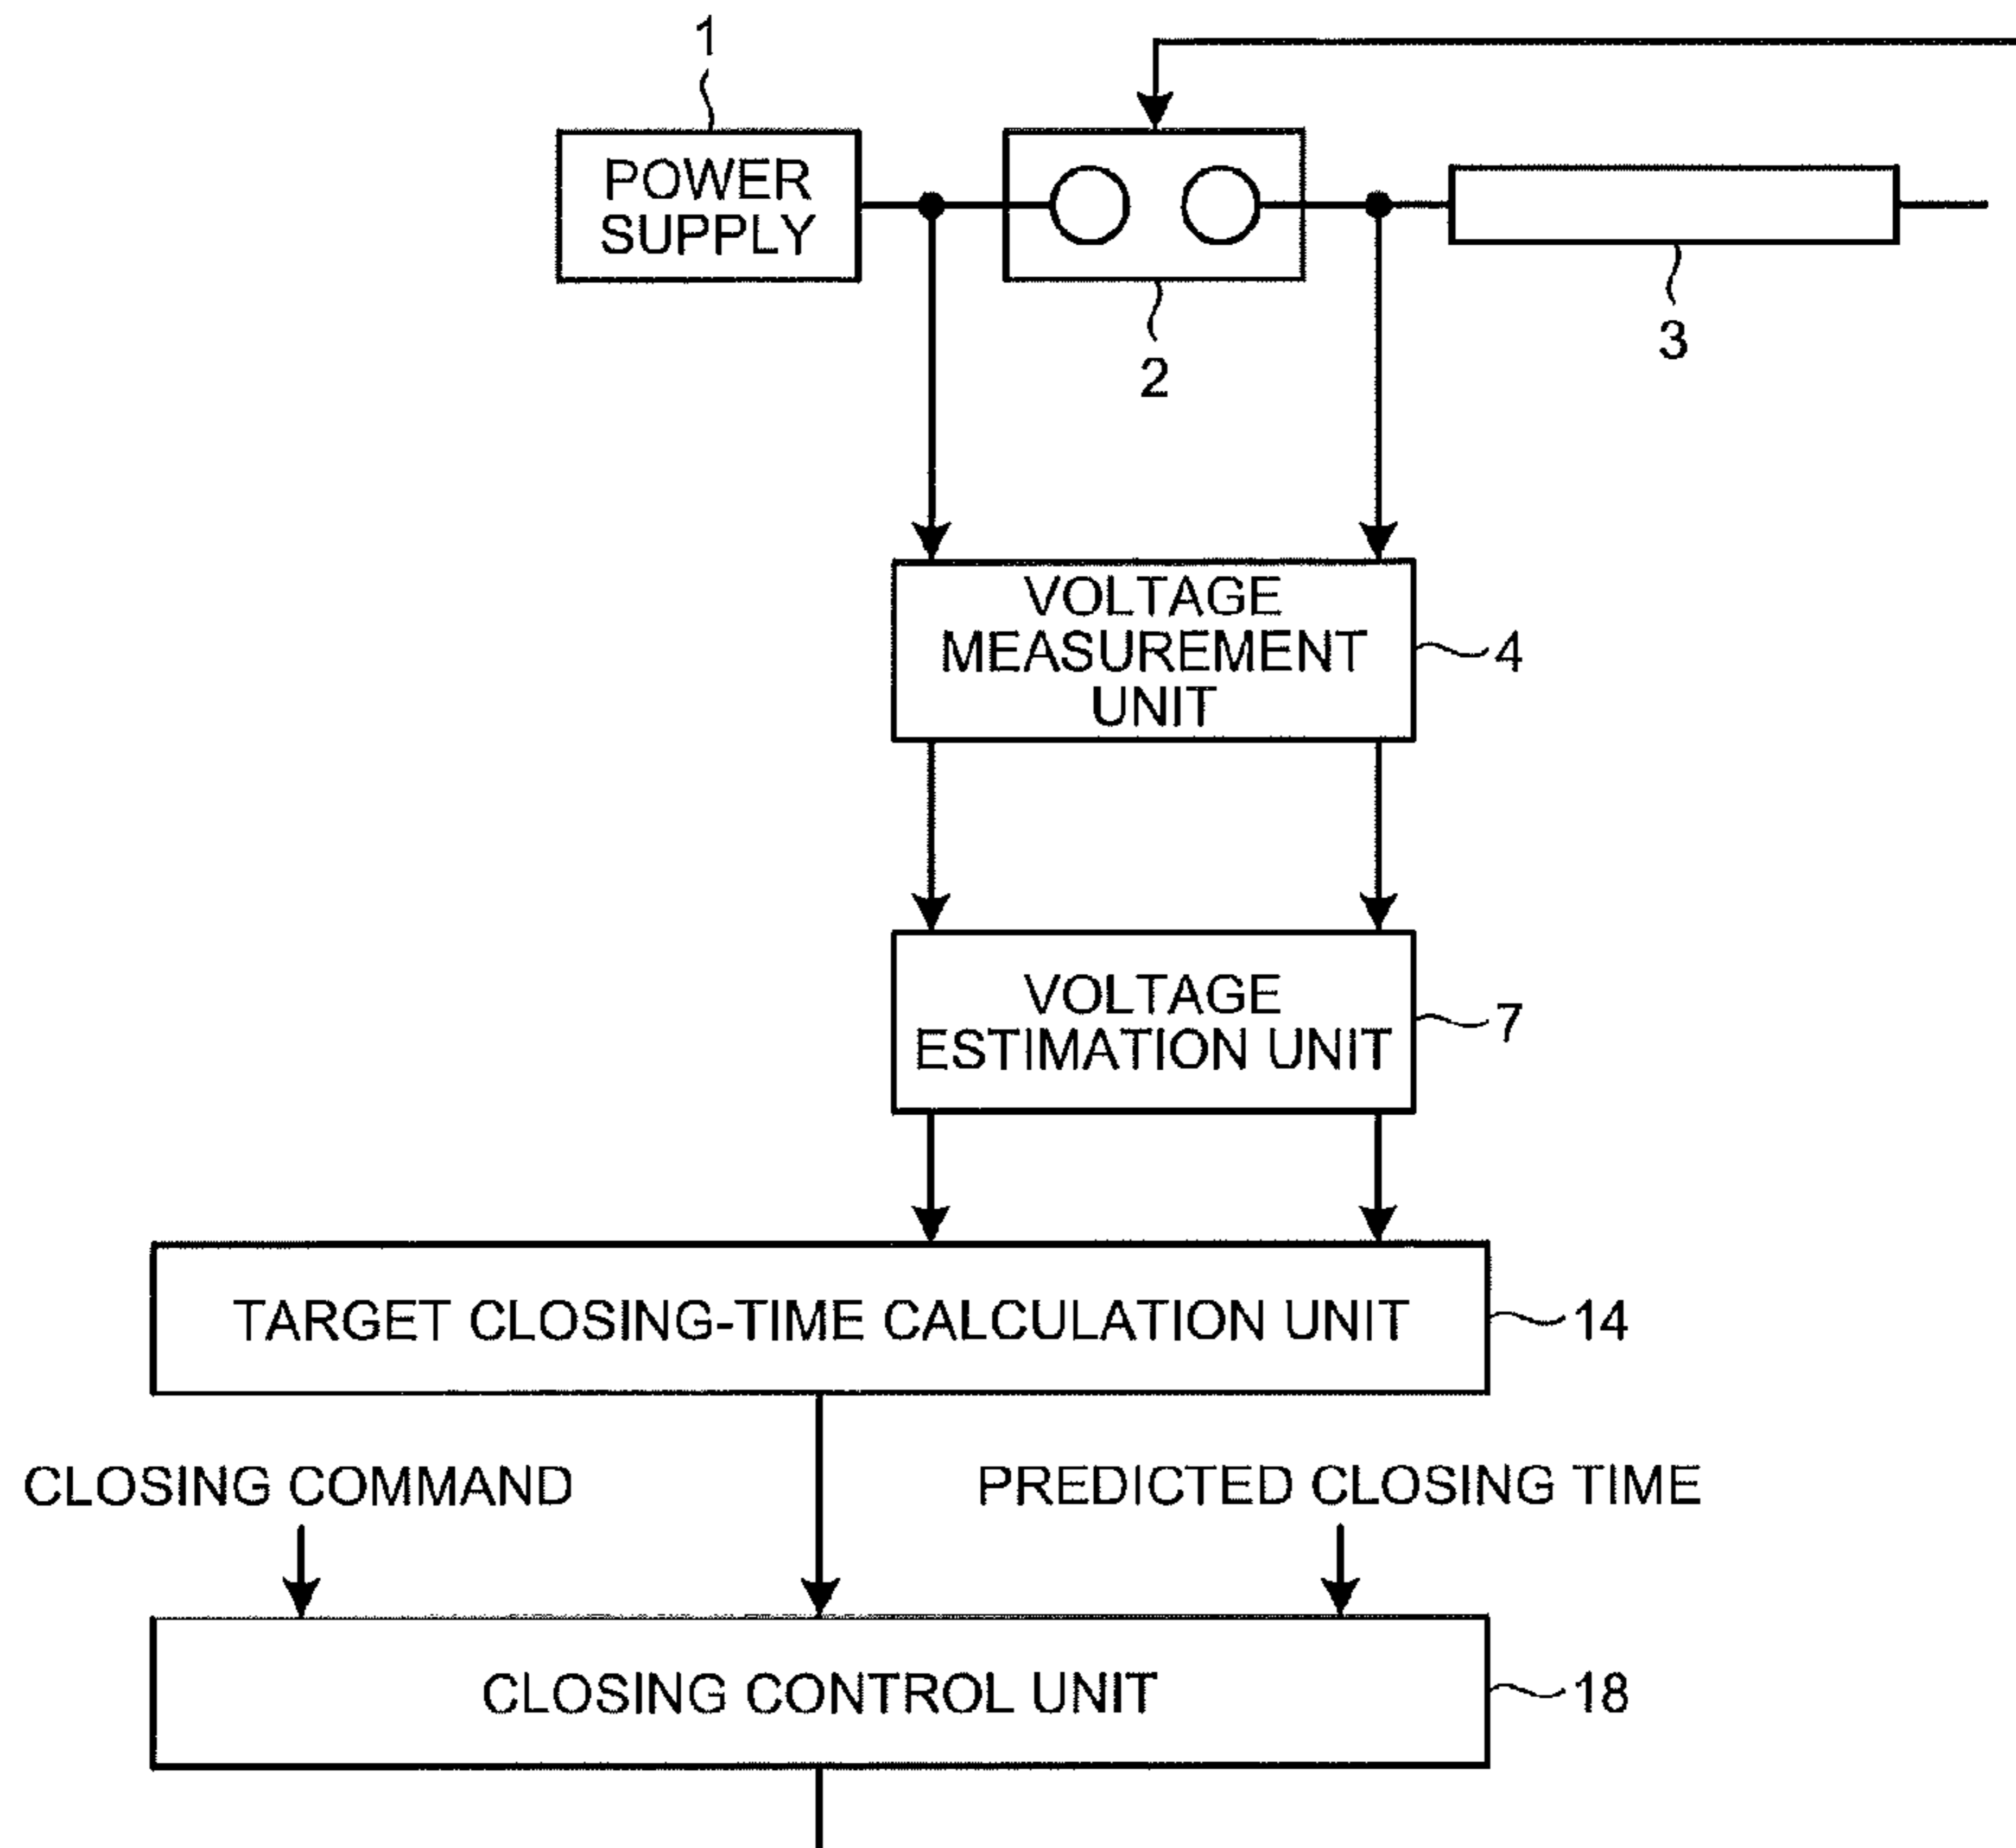 1
POWER
SUPPLY
2
3
VOLTAGE
MEASUREMENT
UNIT
4
VOLTAGE
ESTIMATION UNIT
7
TARGET CLOSING-TIME CALCULATION UNIT
14
CLOSING COMMAND
PREDICTED CLOSING TIME
CLOSING CONTROL UNIT
18